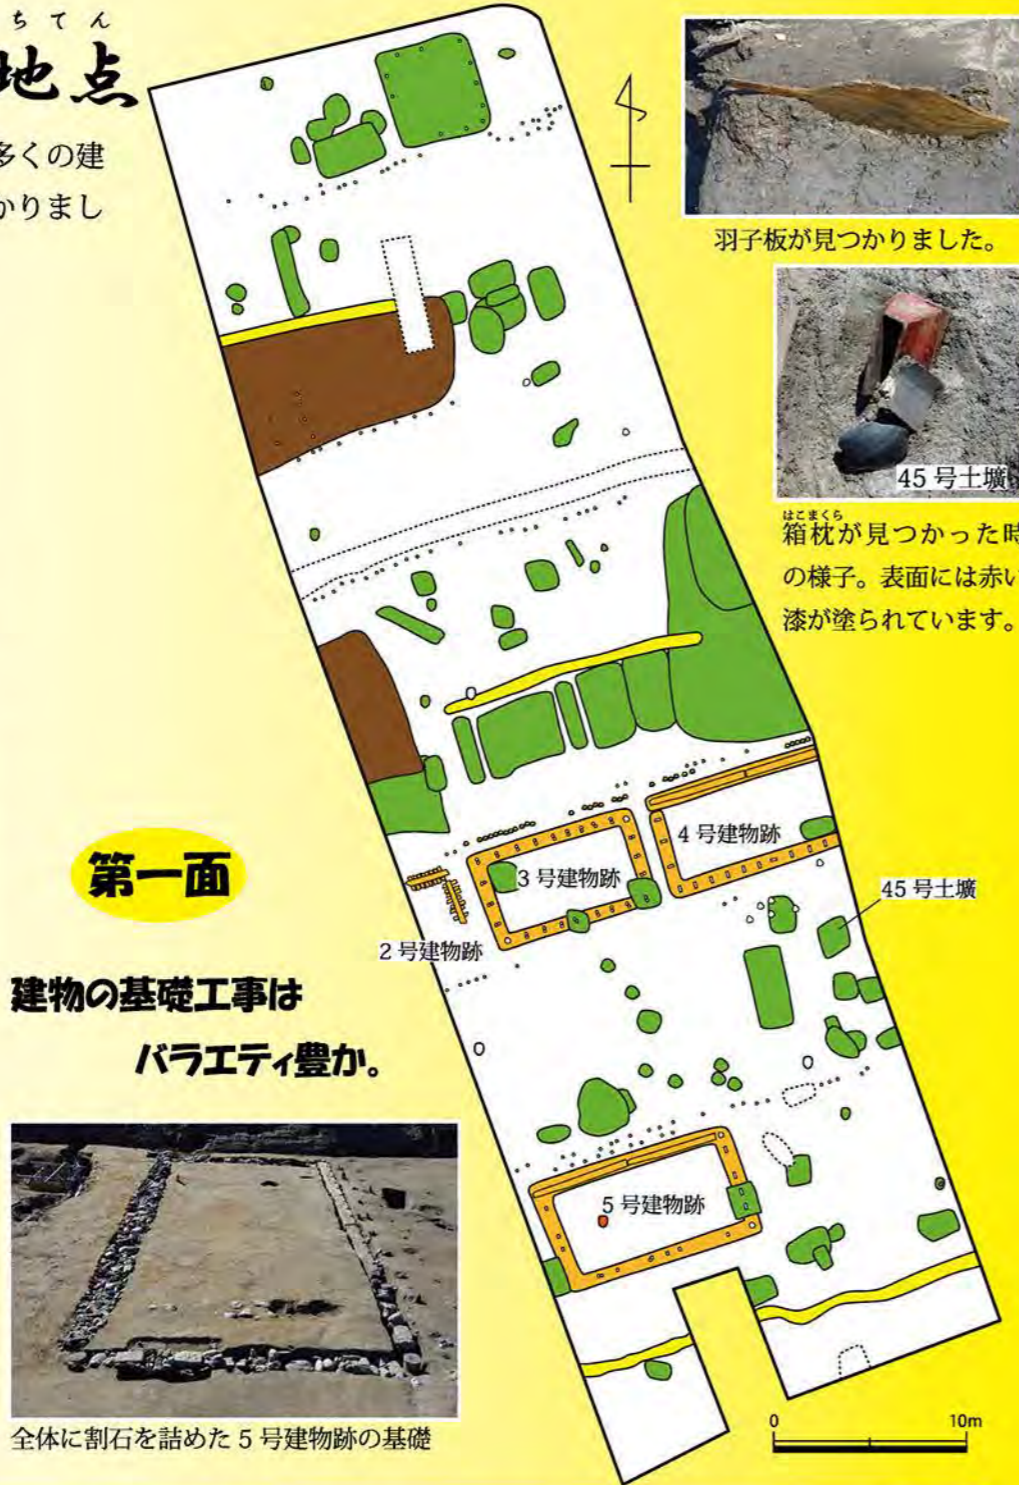 ちてん
地点
多くの建
かりまし
羽子板が見つかりました。
45 号土壙
はこまくら
箱枕が見つかった時
の様子。表面には赤い
漆が塗られています。
4 号建物跡
3 号建物跡
45 号土壙
2 号建物跡
第一面
建物の基礎工事は
バラエティ豊か。
5 号建物跡
全体に割石を詰めた 5 号建物跡の基礎
0 10m